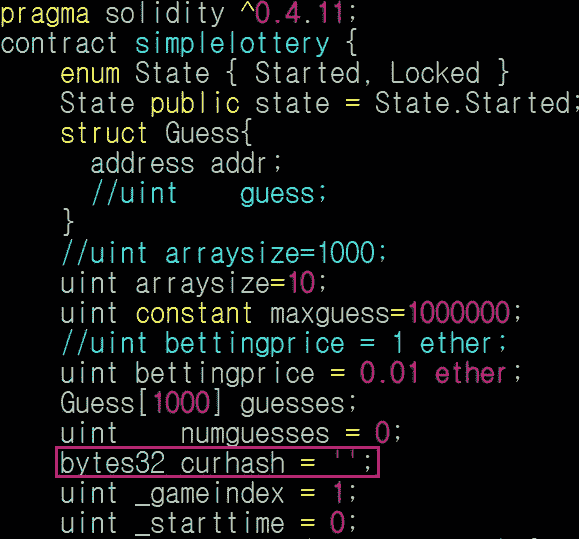 pragma solidity ^0.4.11;
contract simplelottery {
    enum State { Started, Locked }
    State public state = State.Started;
    struct Guess{
      address addr;
      //uint    guess;
    }
    //uint arraysize=1000;
    uint arraysize=10;
    uint constant maxguess=1000000;
    //uint bettingprice = 1 ether;
    uint bettingprice = 0.01 ether;
    Guess[1000] guesses;
    uint    numguesses = 0;
    bytes32 curhash = '';
    uint _gameindex = 1;
    uint _starttime = 0;